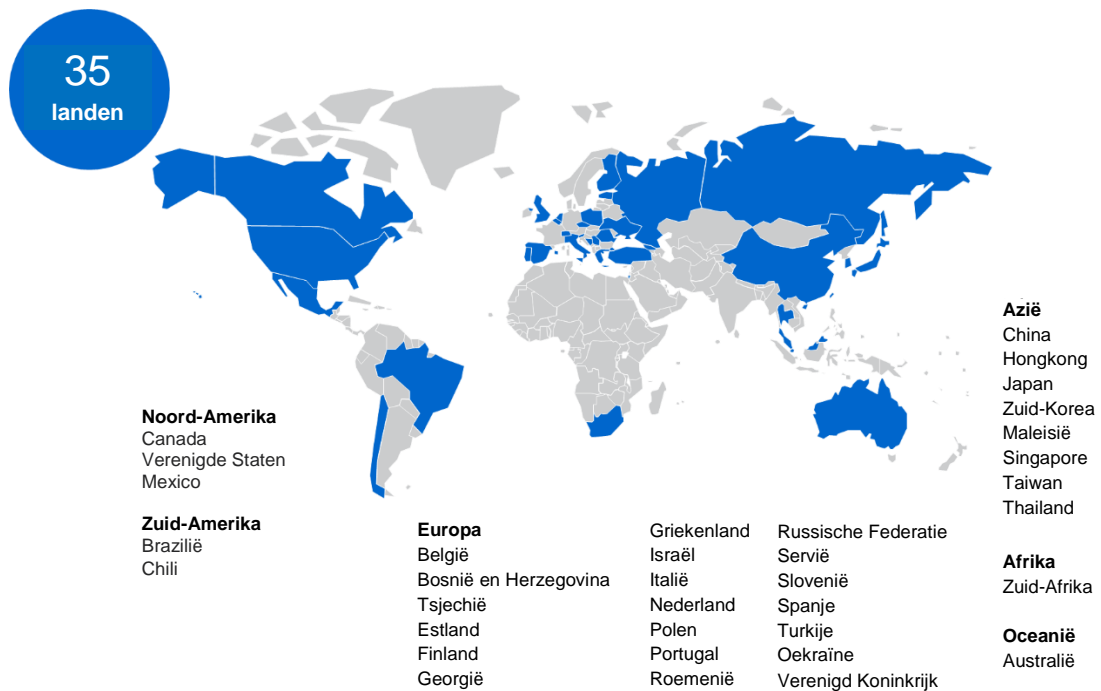 35
landen
Noord-Amerika
Canada
Verenigde Staten
Mexico
Zuid-Amerika
Brazilië
Chili
Europa
België
Bosnië en Herzegovina
Tsjechië
Estland
Finland
Georgië
Griekenland
Israël
Italië
Nederland
Polen
Portugal
Roemenië
Russische Federatie
Servië
Slovenië
Spanje
Turkije
Oekraïne
Verenigd Koninkrijk
Azië
China
Hongkong
Japan
Zuid-Korea
Maleisië
Singapore
Taiwan
Thailand
Afrika
Zuid-Afrika
Oceanië
Australië